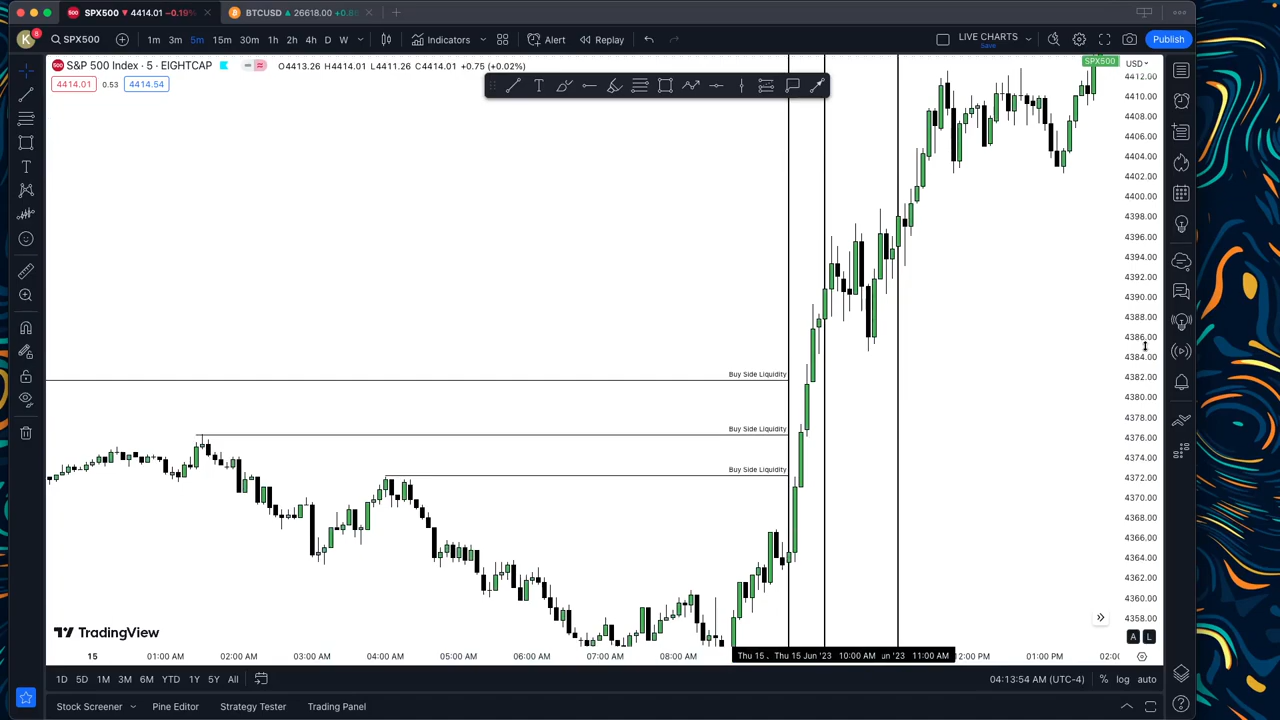 SPX500 ▼ 4414.01 −0.19%
BTCUSD ▲ 26618.00 +0.8
K 8 SPX500 1m 3m 5m 15m 30m 1h 2h 4h D W Indicators Alert Replay LIVE CHARTS Save Publish
500 S&P 500 Index · 5 · EIGHTCAP O4413.26 H4414.01 L4411.26 C4414.01 +0.75 (+0.02%)
4414.01 0.53 4414.54
SPX500 USD
4412.00
4410.00
4408.00
4406.00
4404.00
4402.00
4400.00
4398.00
4396.00
4394.00
4392.00
4390.00
4388.00
4386.00
4384.00
4382.00
4380.00
4378.00
4376.00
4374.00
4372.00
4370.00
4368.00
4366.00
4364.00
4362.00
4360.00
4358.00
Buy Side Liquidity
Buy Side Liquidity
Buy Side Liquidity
TradingView
A L
15 01:00 AM 02:00 AM 03:00 AM 04:00 AM 05:00 AM 06:00 AM 07:00 AM 08:00 AM Thu 15 Thu 15 Jun '23 10:00 AM un '23 11:00 AM 2:00 PM 01:00 PM 02:0
1D 5D 1M 3M 6M YTD 1Y 5Y All 04:13:54 AM (UTC-4) % log auto
Stock Screener Pine Editor Strategy Tester Trading Panel